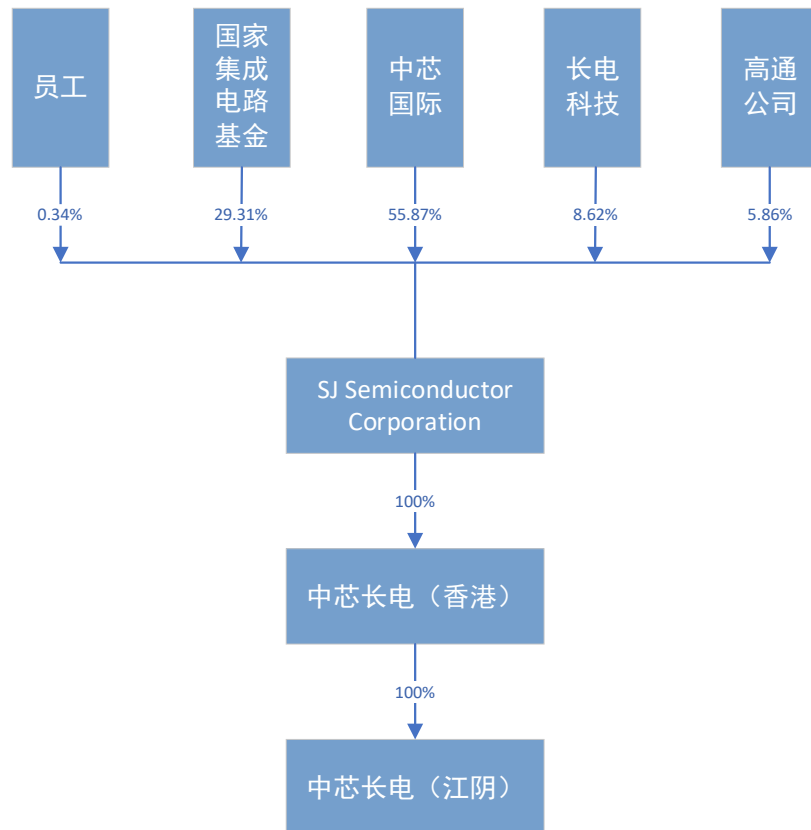 员工
国家
集成
电路
基金
中芯
国际
长电
科技
高通
公司
0.34%
29.31%
55.87%
8.62%
5.86%
SJ Semiconductor
Corporation
100%
中芯长电（香港）
100%
中芯长电（江阴）